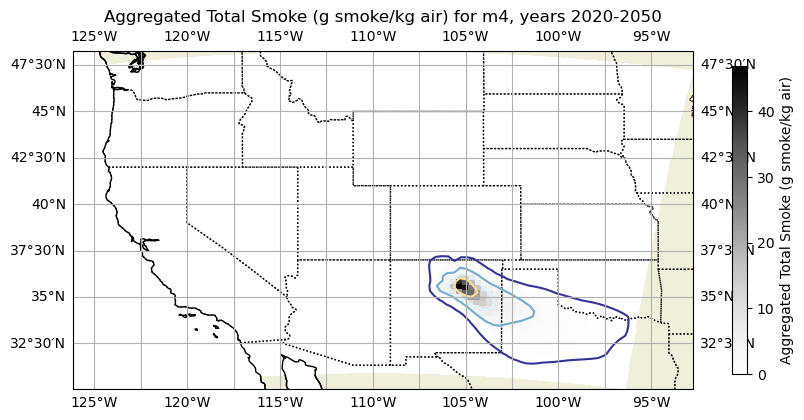 Aggregated Total Smoke (g smoke/kg air) for m4, years 2020-2050
125°W 120°W 115°W 110°W 105°W 100°W 95°W
47°30′N 47°30′N
45°N 45°N
42°30′N 42°30′N
40°N 40°N
37°30′N 37°30′N
35°N 35°N
32°30′N 32°30′N
125°W 120°W 115°W 110°W 105°W 100°W 95°W
40
30
20
10
0
Aggregated Total Smoke (g smoke/kg air)